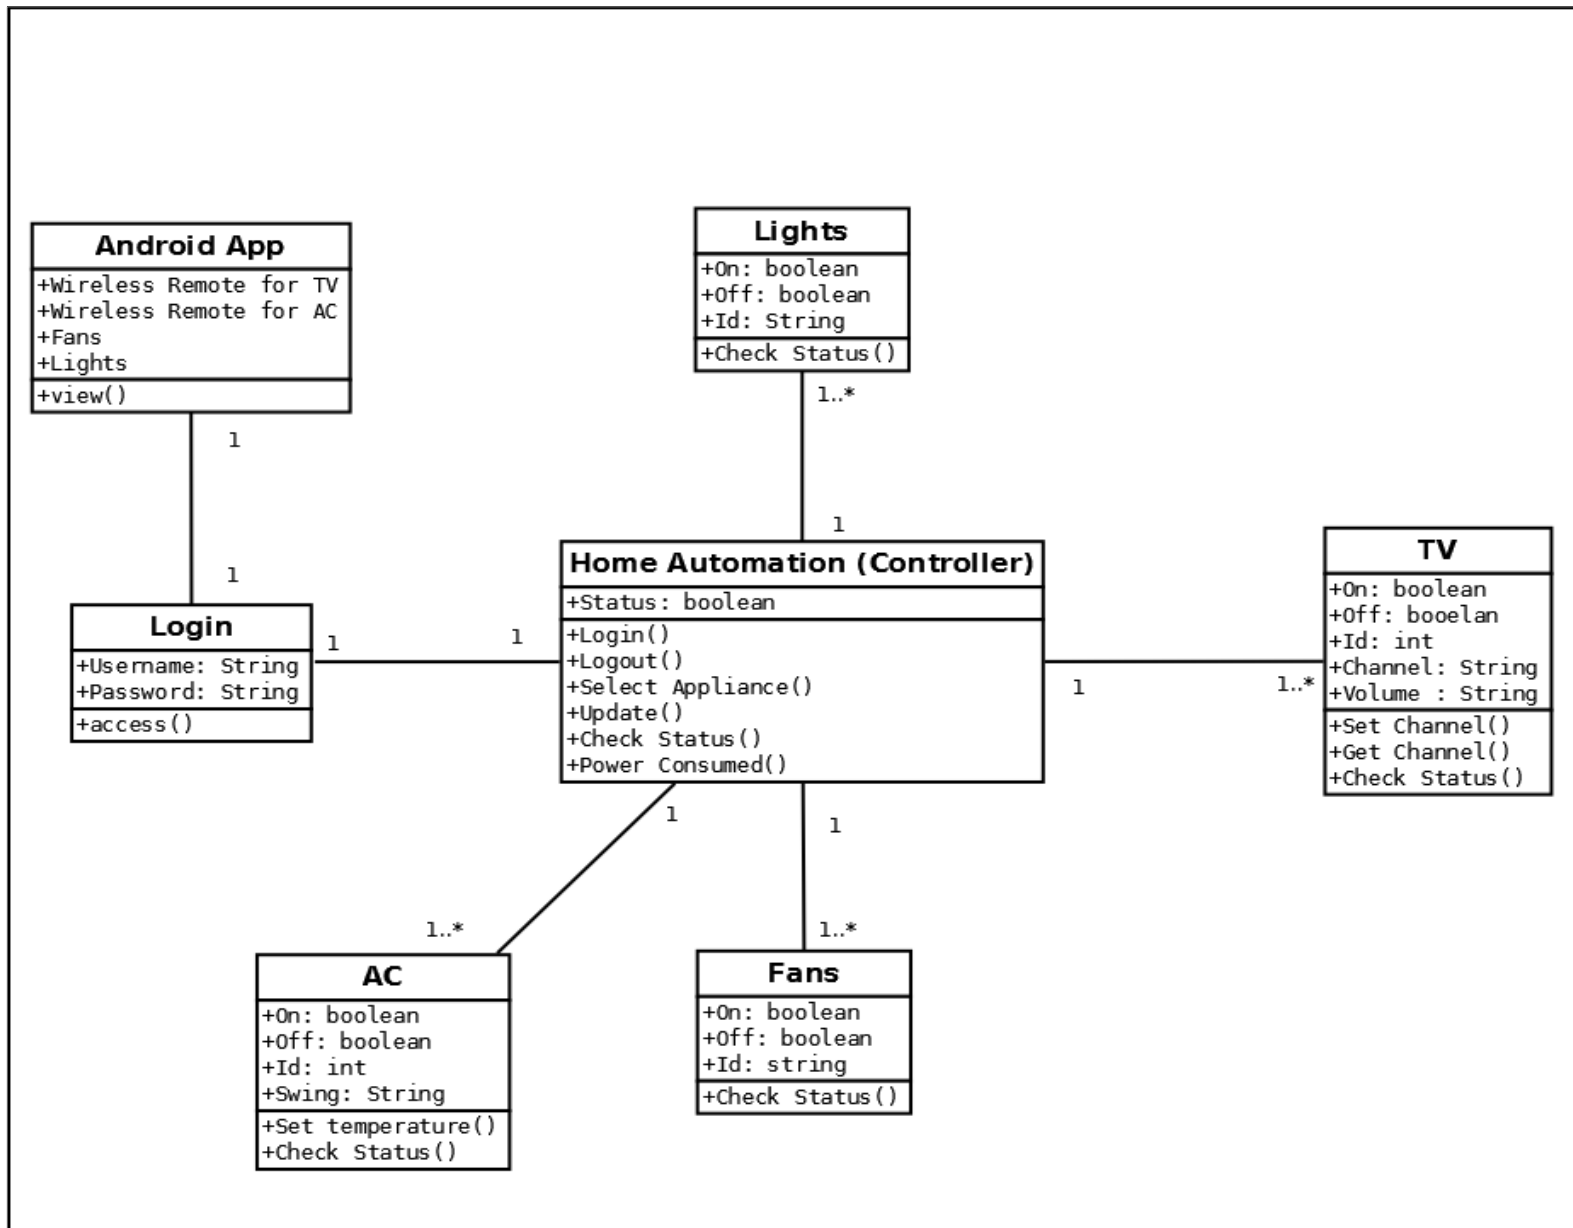 Android App
+Wireless Remote for TV
+Wireless Remote for AC
+Fans
+Lights
+view()
1
1
Login
+Username: String
+Password: String
+access()
1
1
Lights
+On: boolean
+Off: boolean
+Id: String
+Check Status()
1..*
1
Home Automation (Controller)
+Status: boolean
+Login()
+Logout()
+Select Appliance()
+Update()
+Check Status()
+Power Consumed()
1
1..*
TV
+On: boolean
+Off: booelan
+Id: int
+Channel: String
+Volume : String
+Set Channel()
+Get Channel()
+Check Status()
1
1..*
AC
+On: boolean
+Off: boolean
+Id: int
+Swing: String
+Set temperature()
+Check Status()
1
1..*
Fans
+On: boolean
+Off: boolean
+Id: string
+Check Status()